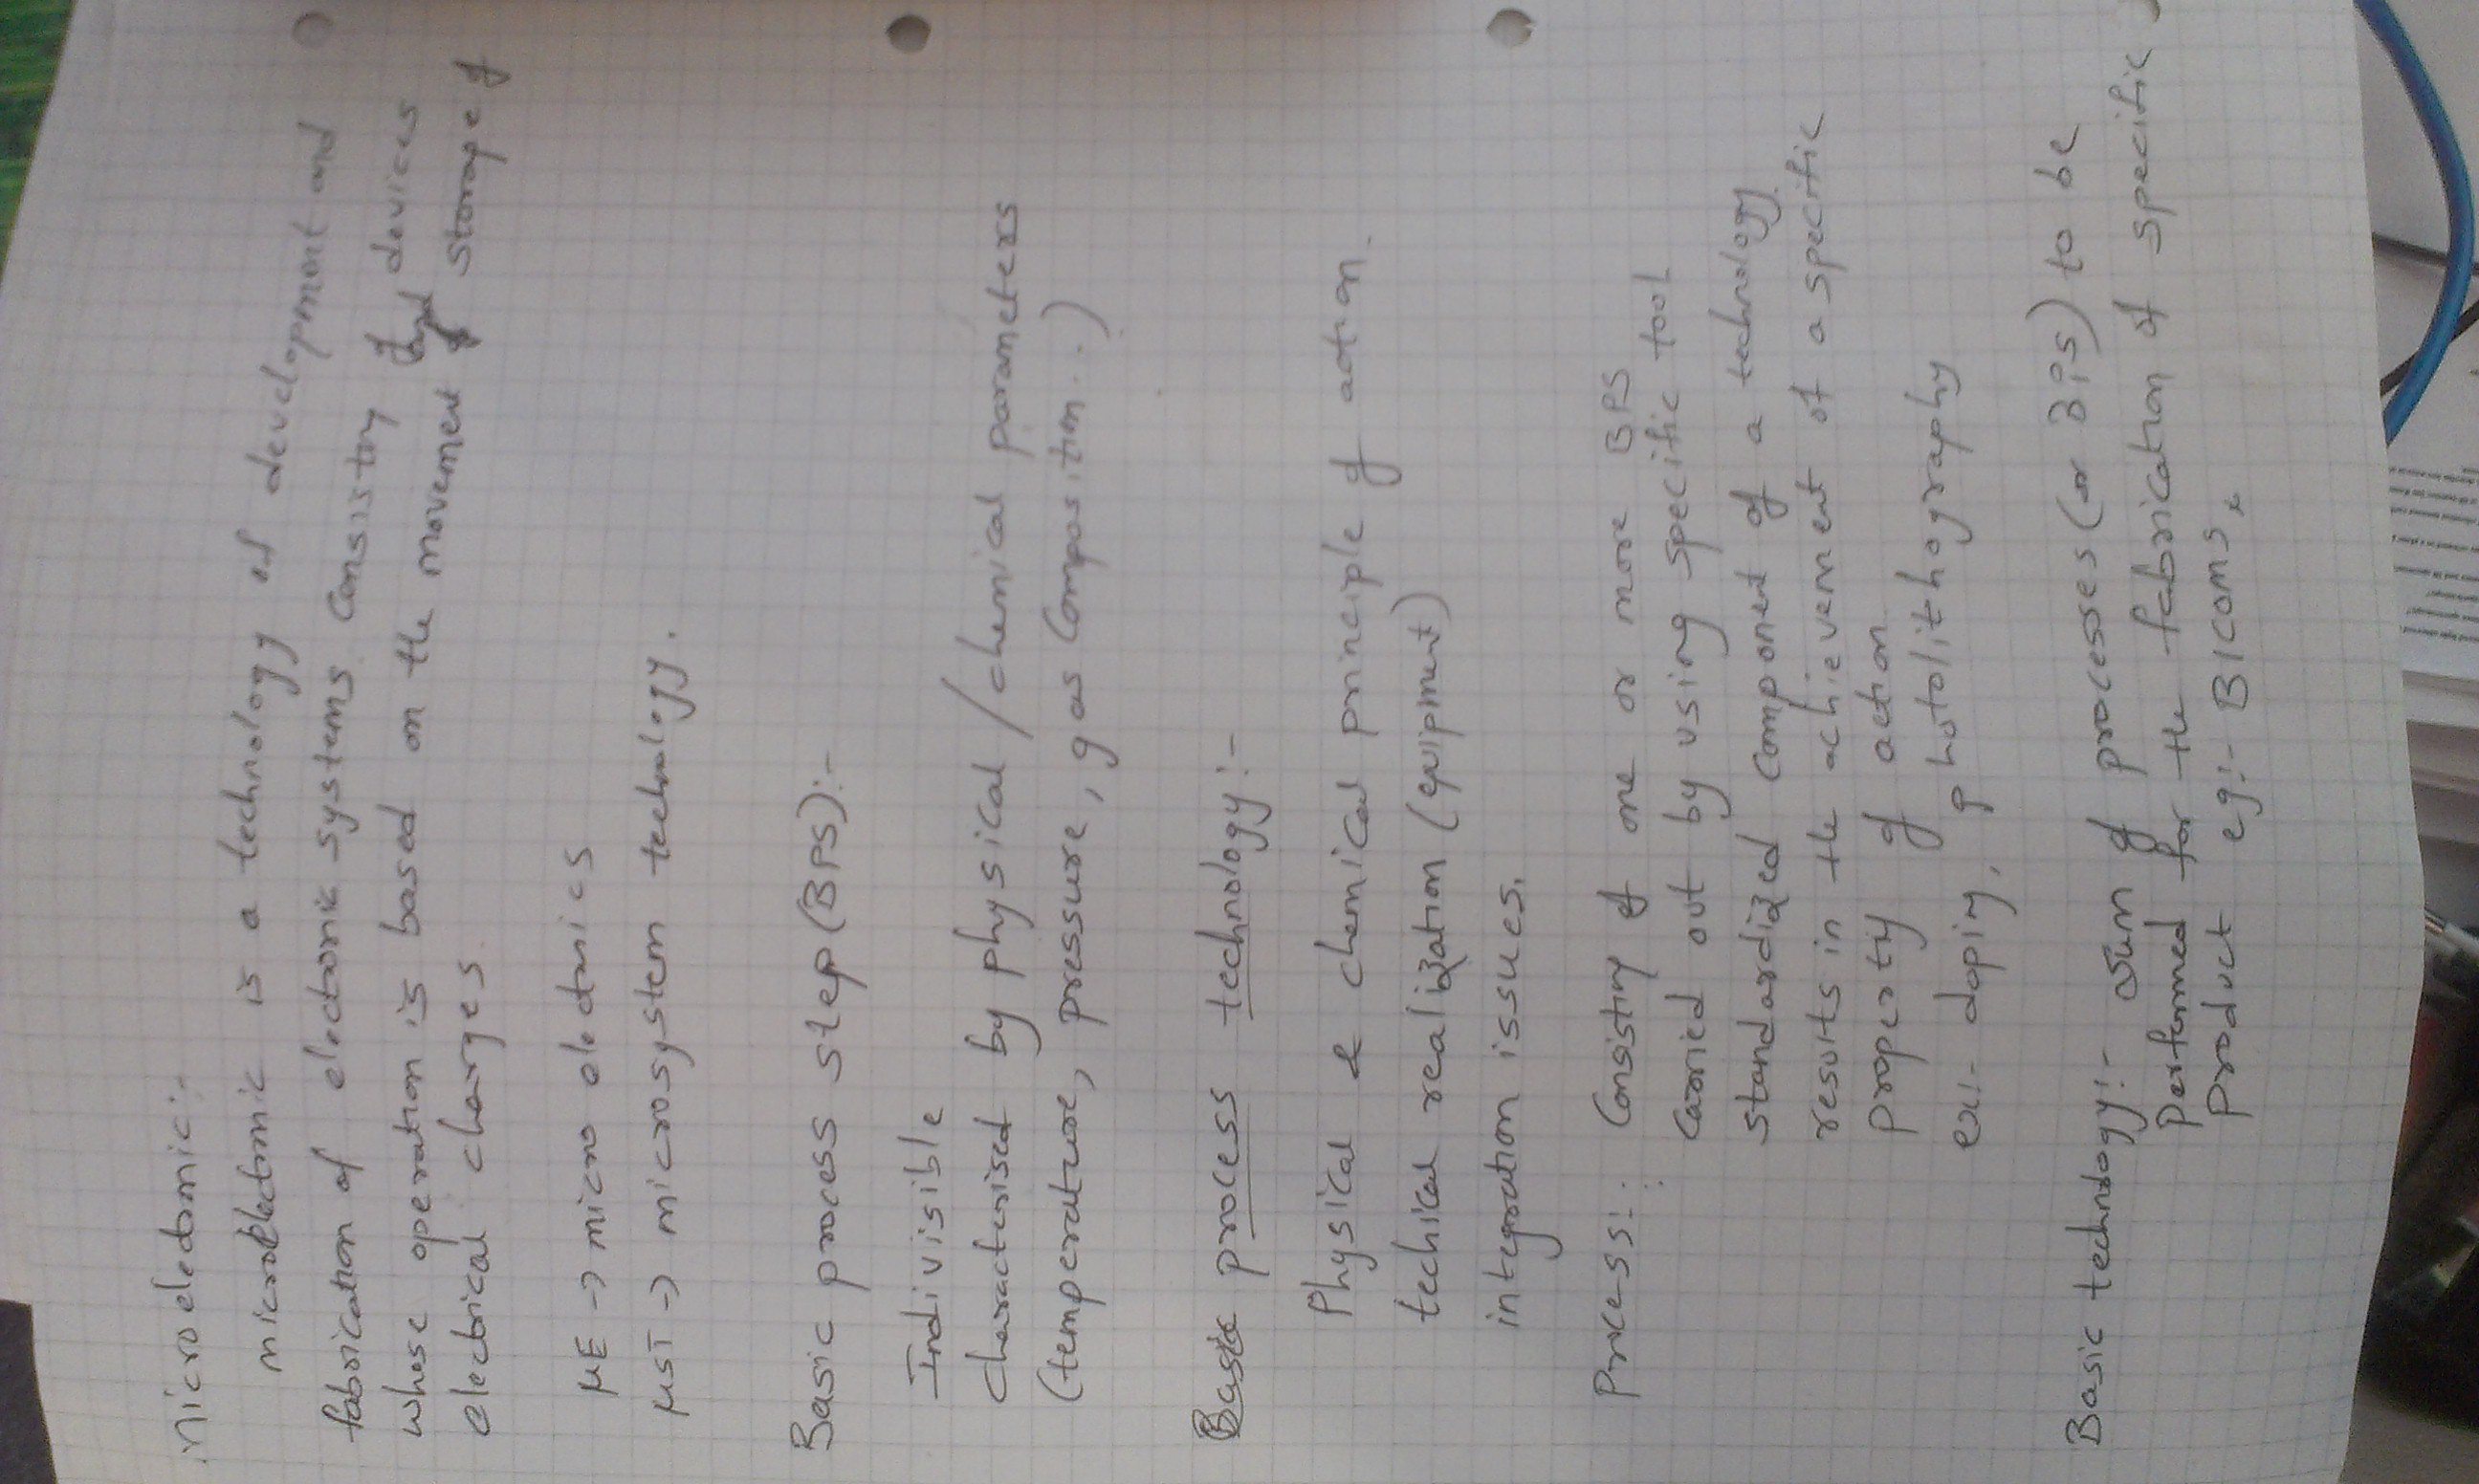 Microelectronic:-
microelectronic is a technology of development and
fabrication of electronic systems consisting of devices
whose operation is based on the movement & storage of
electrical charges.
μE -> micro electronics
μST -> microsystem technology.
Basic process step (BPS):-
Indivisible
characterised by physical / chemical parameters
(temperature, pressure, gas composition..)
Basic process technology:-
Physical & chemical principle of action.
techical realization (equipment)
integration issues.
Process:- Consisting of one or more BPS
carried out by using specific tool
standardized component of a technology.
results in the achievement of a specific
property of action
ex:- doping, photolithography
Basic technology:- sum of processes (or BPS) to be
performed for the fabrication of specific
product eg:- BICOMS,